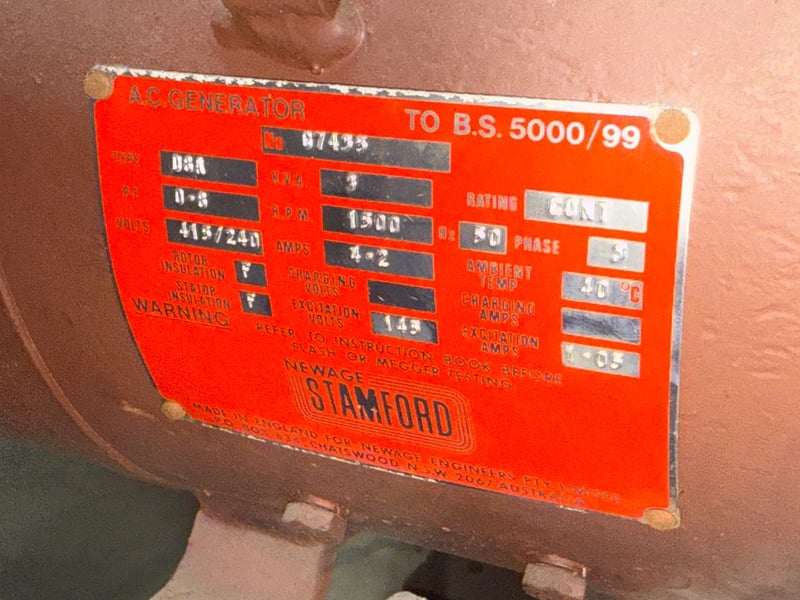 A.C. GENERATOR TO B.S. 5000/99
No 07435
TYPE K.V.A. 3 RATING CONT
P.F. 0-8 R.P.M. 1500 Hz 50 PHASE 3
VOLTS 415/240 AMPS 4-2 AMBIENT TEMP 40 °C
ROTOR INSULATION F CHARGING VOLTS CHARGING AMPS
STATOR INSULATION F EXCITATION VOLTS 145 EXCITATION AMPS 1-05
WARNING REFER TO INSTRUCTION BOOK BEFORE
FLASH OR MEGGER TESTING
NEWAGE
STAMFORD
MADE IN ENGLAND FOR NEWAGE ENGINEERS PTY LIMITED
P.O. BOX CHATSWOOD N.S.W. 2067 AUSTRALIA